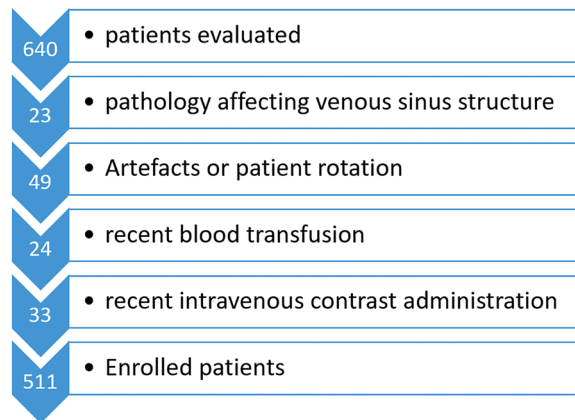 640
• patients evaluated
23
• pathology affecting venous sinus structure
49
• Artefacts or patient rotation
24
• recent blood transfusion
33
• recent intravenous contrast administration
511
• Enrolled patients